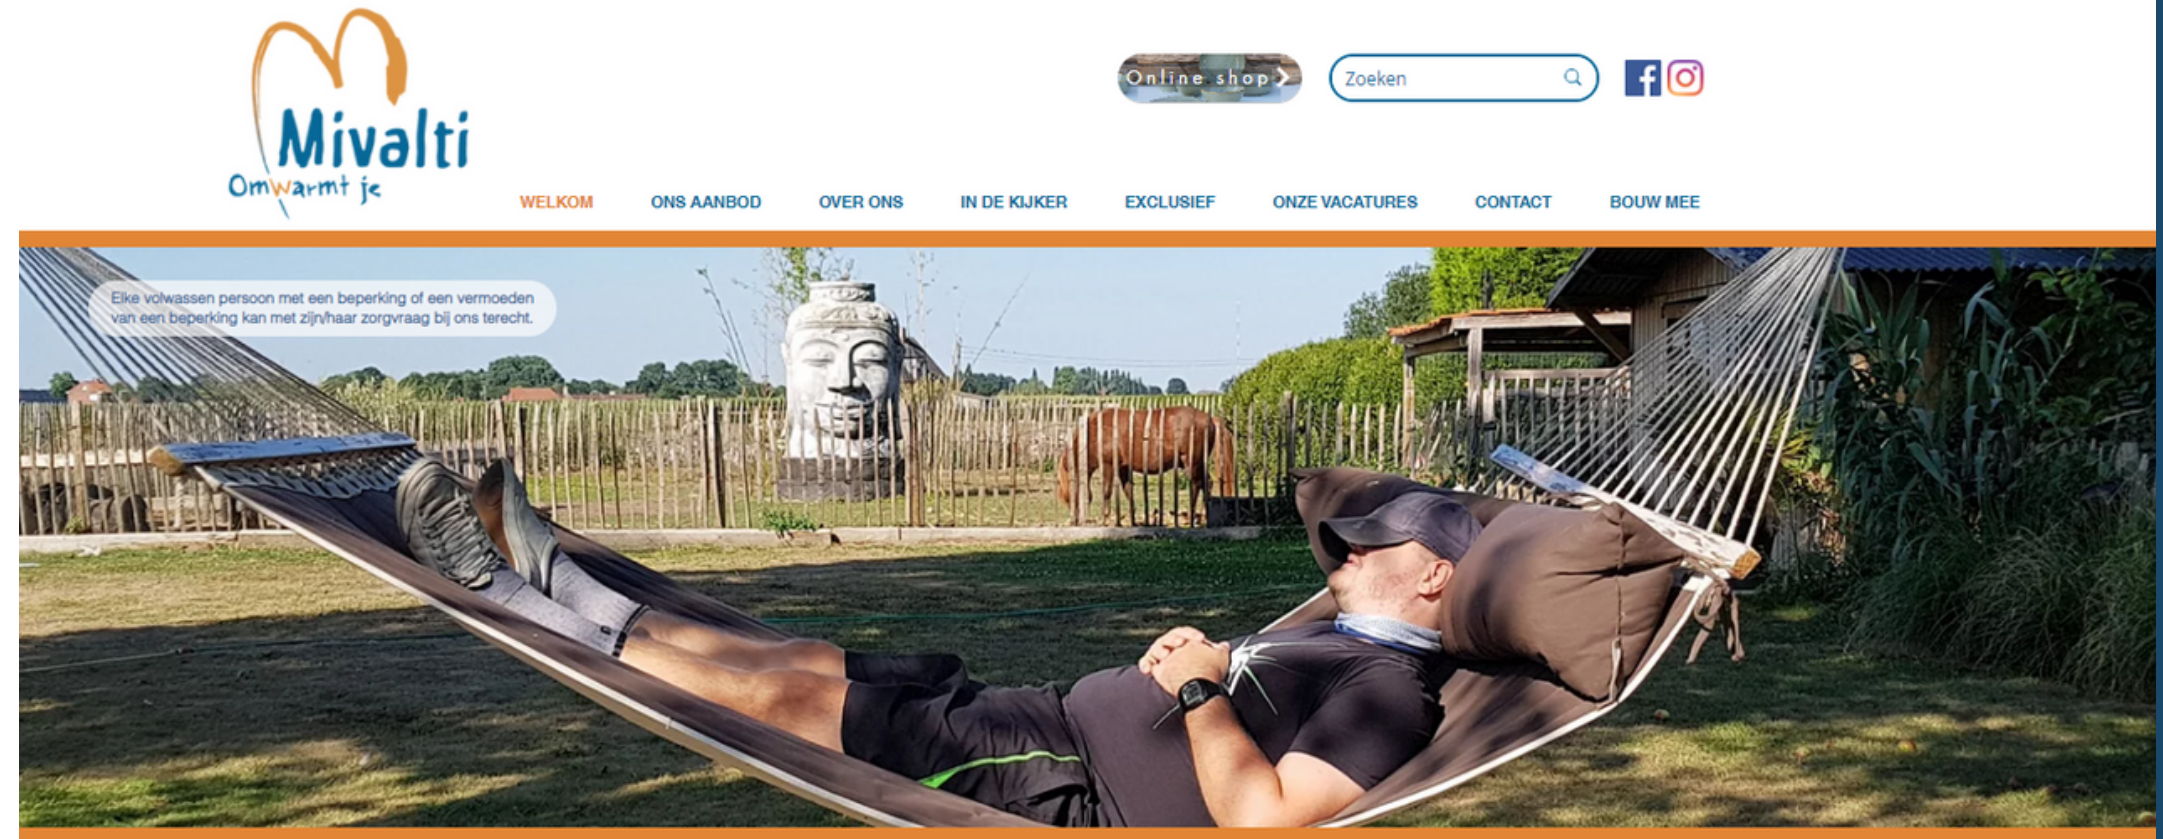 Mivalti
Omwarmt je
Online shop
Zoeken
WELKOM ONS AANBOD OVER ONS IN DE KIJKER EXCLUSIEF ONZE VACATURES CONTACT BOUW MEE
Elke volwassen persoon met een beperking of een vermoeden
van een beperking kan met zijn/haar zorgvraag bij ons terecht.